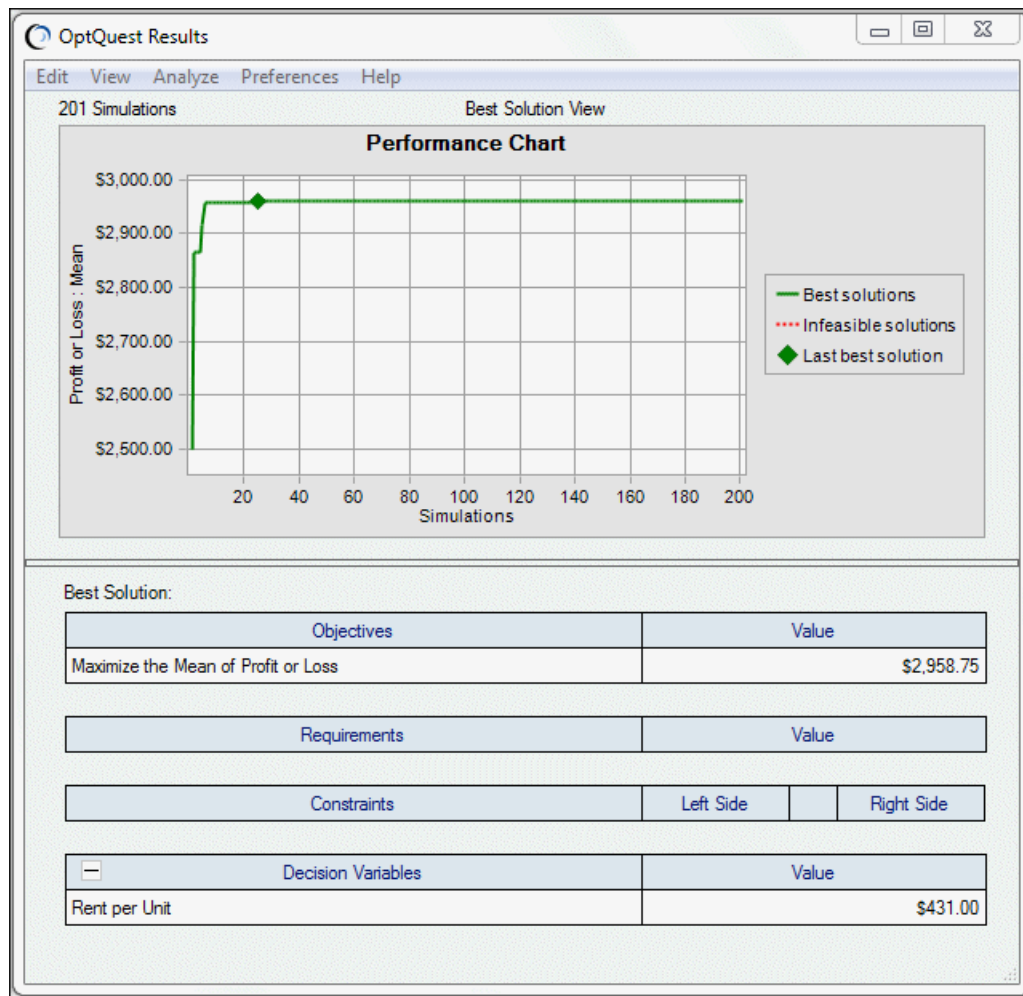 OptQuest Results
Edit View Analyze Preferences Help
201 Simulations Best Solution View
Performance Chart
$3,000.00
$2,900.00
$2,800.00
$2,700.00
$2,600.00
$2,500.00
Profit or Loss : Mean
20 40 60 80 100 120 140 160 180 200
Simulations
Best solutions
Infeasible solutions
Last best solution
Best Solution:
Objectives Value
Maximize the Mean of Profit or Loss $2,958.75
Requirements Value
Constraints Left Side Right Side
Decision Variables Value
Rent per Unit $431.00